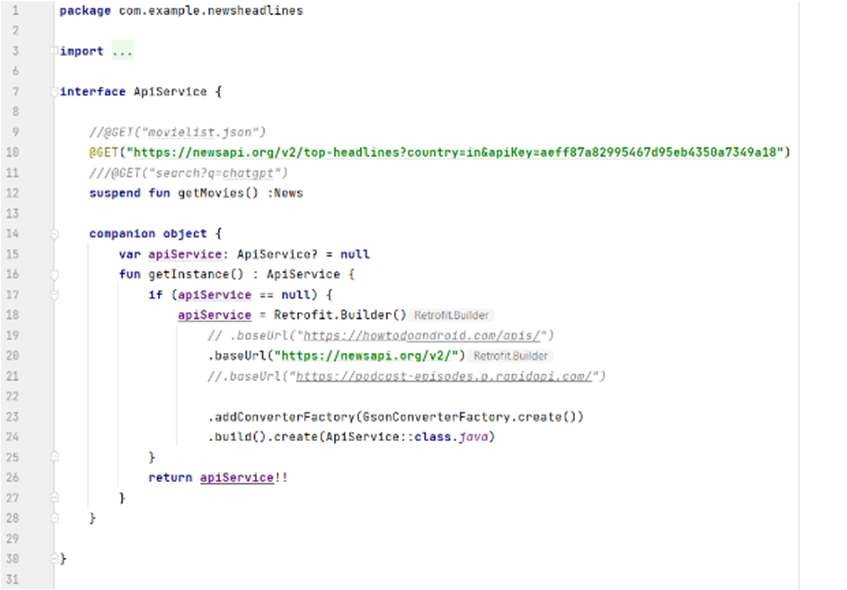 1 package com.example.newsheadlines
2
3 import ...
6
7 interface ApiService {
8
9 //@GET("movielist.json")
10 @GET("https://newsapi.org/v2/top-headlines?country=in&apiKey=aeff87a82995467d95eb4350a7349a18")
11 ///@GET("search?q=chatgpt")
12 suspend fun getMovies() :News
13
14 companion object {
15 var apiService: ApiService? = null
16 fun getInstance() : ApiService {
17 if (apiService == null) {
18 apiService = Retrofit.Builder() Retrofit.Builder
19 // .baseUrl("https://howtodoandroid.com/apis/")
20 .baseUrl("https://newsapi.org/v2/") Retrofit.Builder
21 //.baseUrl("https://podcast-episodes.p.rapidapi.com/")
22
23 .addConverterFactory(GsonConverterFactory.create())
24 .build().create(ApiService::class.java)
25 }
26 return apiService!!
27 }
28 }
29
30 }
31